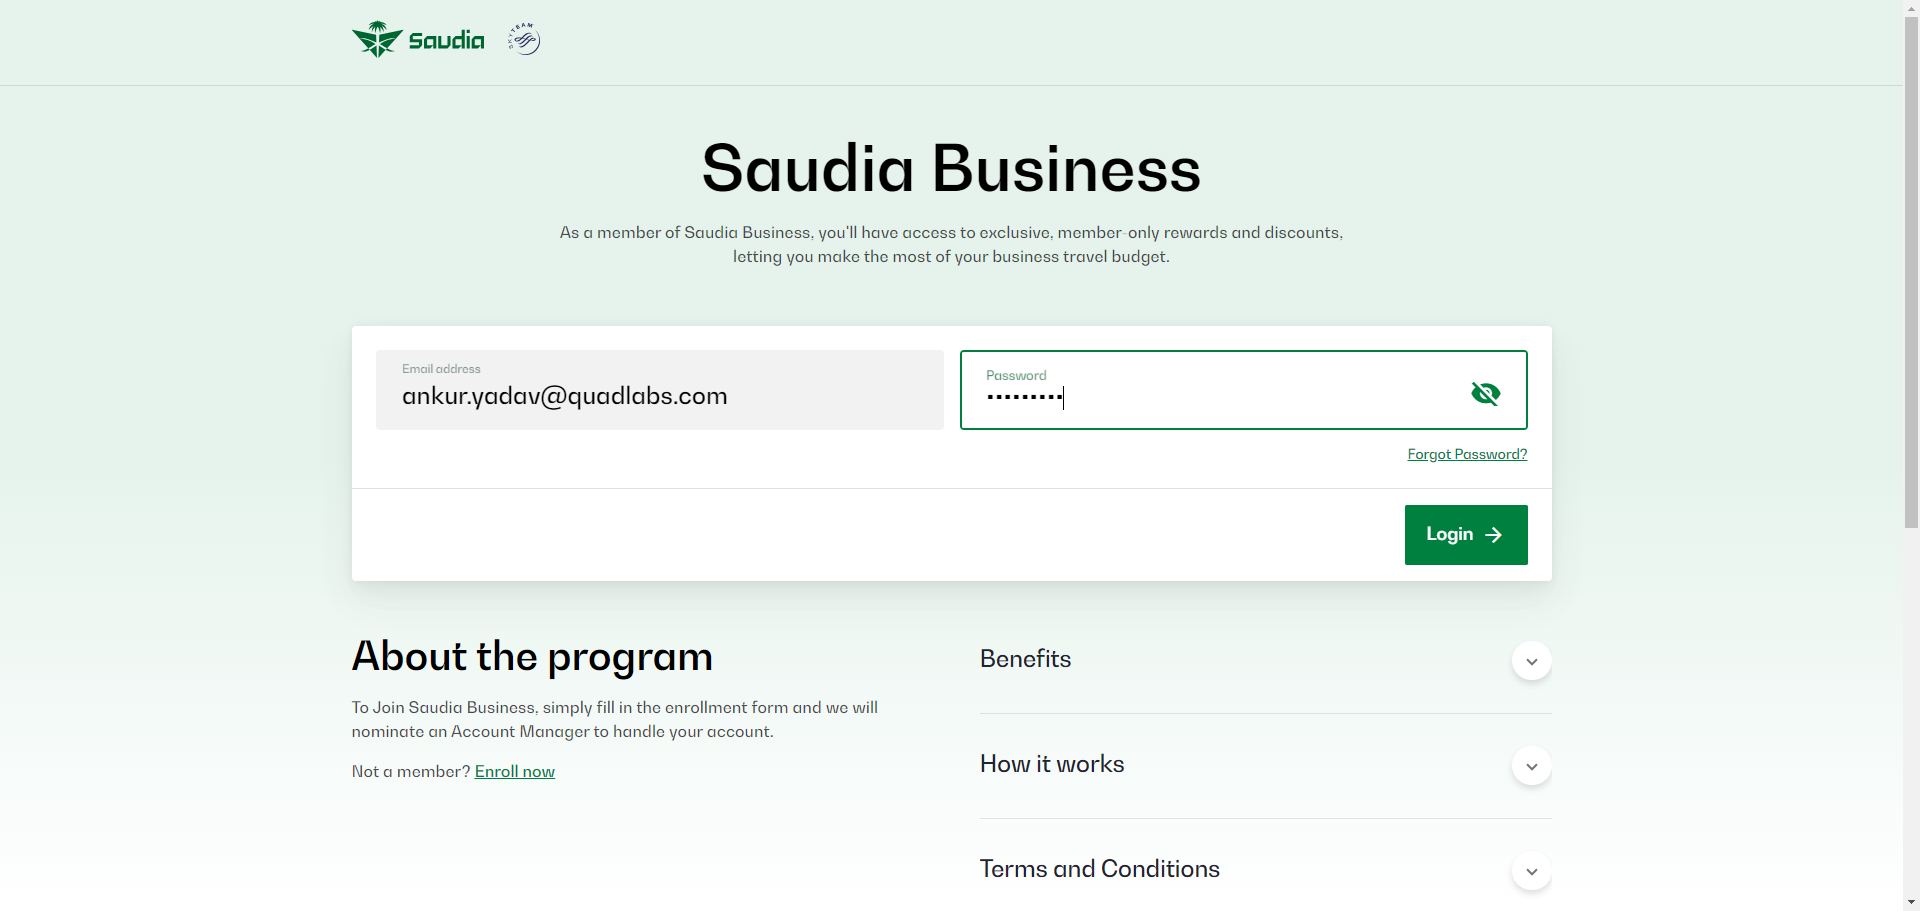 Saudia SKYTEAM
Saudia Business
As a member of Saudia Business, you'll have access to exclusive, member-only rewards and discounts,
letting you make the most of your business travel budget.
Email address
ankur.yadav@quadlabs.com
Password
•••••••••
Forgot Password?
Login
About the program
To Join Saudia Business, simply fill in the enrollment form and we will
nominate an Account Manager to handle your account.
Not a member? Enroll now
Benefits
How it works
Terms and Conditions